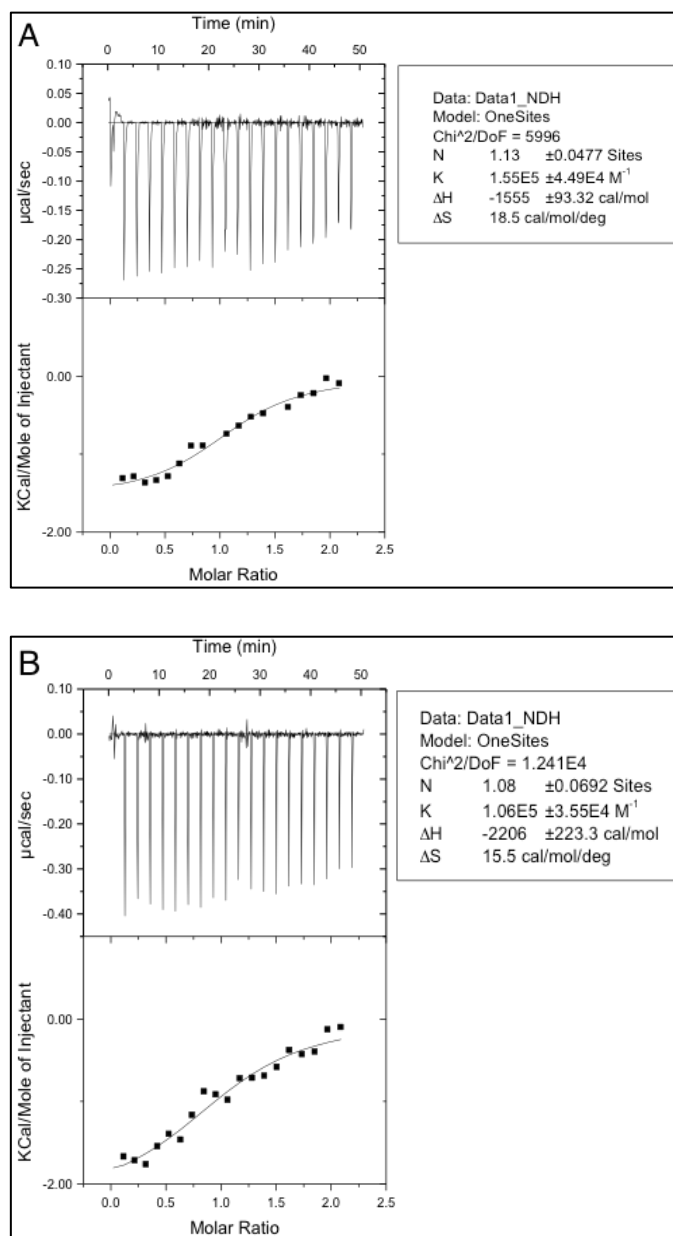 A
Time (min)
0 10 20 30 40 50
0.10
0.05
0.00
-0.05
-0.10
-0.15
-0.20
-0.25
-0.30
µcal/sec
Data: Data1_NDH
Model: OneSites
Chi^2/DoF = 5996
N 1.13 ±0.0477 Sites
K 1.55E5 ±4.49E4 M⁻¹
ΔH -1555 ±93.32 cal/mol
ΔS 18.5 cal/mol/deg
0.00
-2.00
KCal/Mole of Injectant
0.0 0.5 1.0 1.5 2.0 2.5
Molar Ratio
B
Time (min)
0 10 20 30 40 50
0.10
0.00
-0.10
-0.20
-0.30
-0.40
µcal/sec
Data: Data1_NDH
Model: OneSites
Chi^2/DoF = 1.241E4
N 1.08 ±0.0692 Sites
K 1.06E5 ±3.55E4 M⁻¹
ΔH -2206 ±223.3 cal/mol
ΔS 15.5 cal/mol/deg
0.00
-2.00
KCal/Mole of Injectant
0.0 0.5 1.0 1.5 2.0 2.5
Molar Ratio